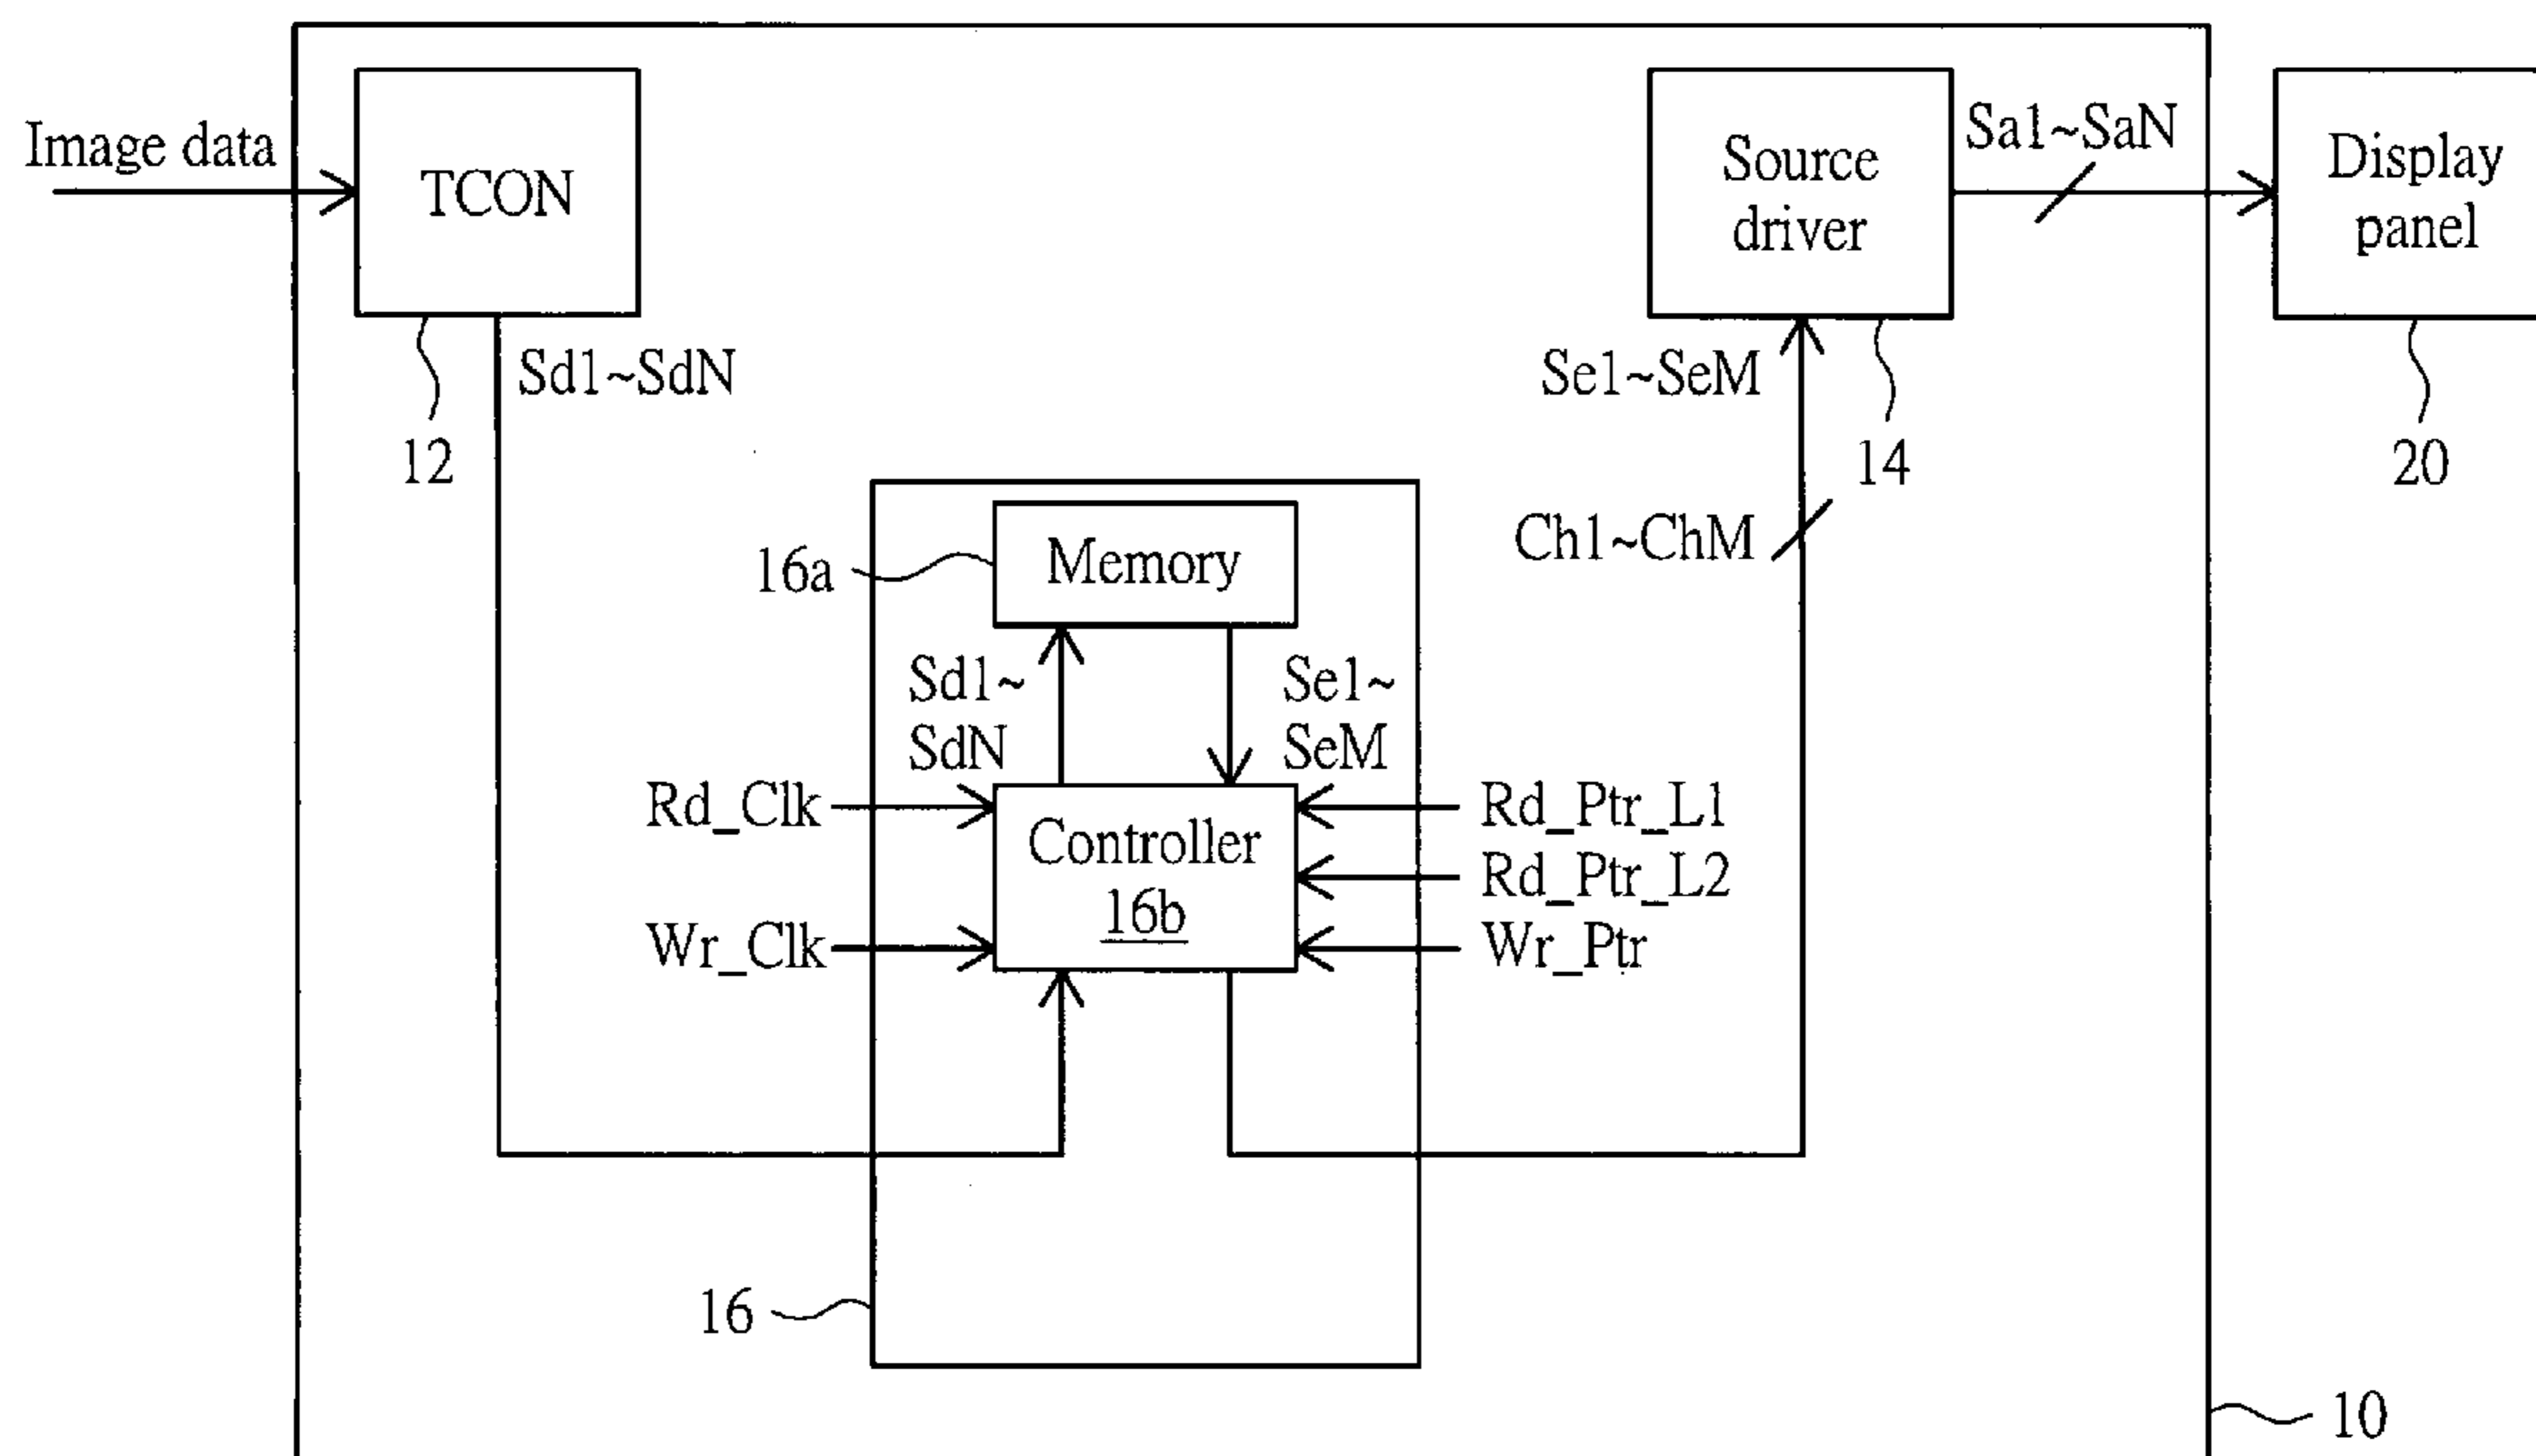 Image data
TCON
Source
driver
Sa1~SaN
Display
panel
Sd1~SdN
Se1~SeM
12
14
20
Ch1~ChM
16a
Memory
Sd1~
SdN
Se1~
SeM
Rd_Clk
Rd_Ptr_L1
Controller
16b
Rd_Ptr_L2
Wr_Clk
Wr_Ptr
16
10